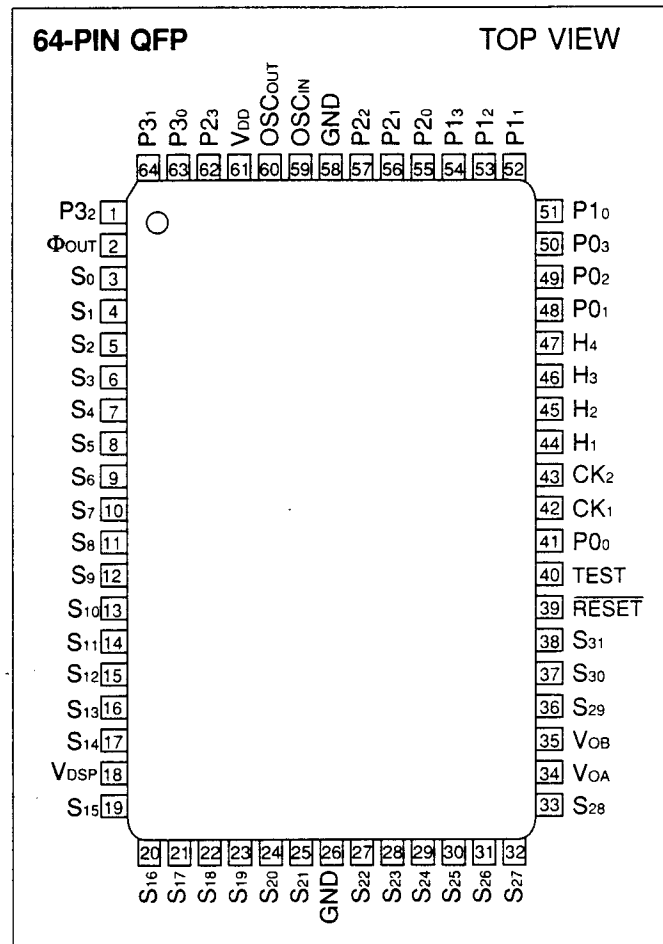 64-PIN QFP TOP VIEW
P3₁ P3₀ P2₃ VDD OSCOUT OSCIN GND P2₂ P2₁ P2₀ P1₃ P1₂ P1₁
64 63 62 61 60 59 58 57 56 55 54 53 52
P3₂ 1 51 P1₀
ΦOUT 2 50 P0₃
S₀ 3 49 P0₂
S₁ 4 48 P0₁
S₂ 5 47 H₄
S₃ 6 46 H₃
S₄ 7 45 H₂
S₅ 8 44 H₁
S₆ 9 43 CK₂
S₇ 10 42 CK₁
S₈ 11 41 P0₀
S₉ 12 40 TEST
S₁₀ 13 39 R̅E̅S̅E̅T̅
S₁₁ 14 38 S₃₁
S₁₂ 15 37 S₃₀
S₁₃ 16 36 S₂₉
S₁₄ 17 35 VOB
VDSP 18 34 VOA
S₁₅ 19 33 S₂₈
20 21 22 23 24 25 26 27 28 29 30 31 32
S₁₆ S₁₇ S₁₈ S₁₉ S₂₀ S₂₁ GND S₂₂ S₂₃ S₂₄ S₂₅ S₂₆ S₂₇